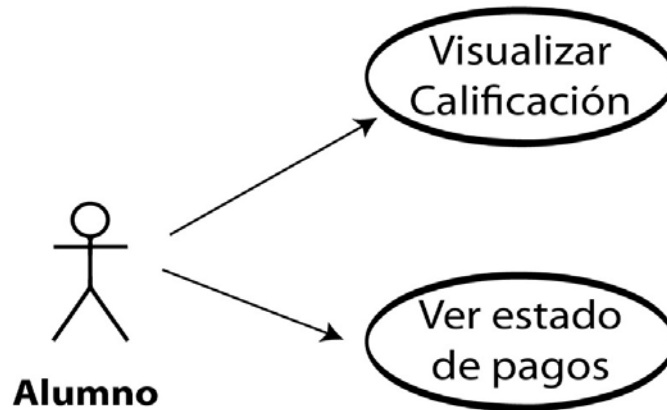 Visualizar
Calificación
Ver estado
de pagos
Alumno